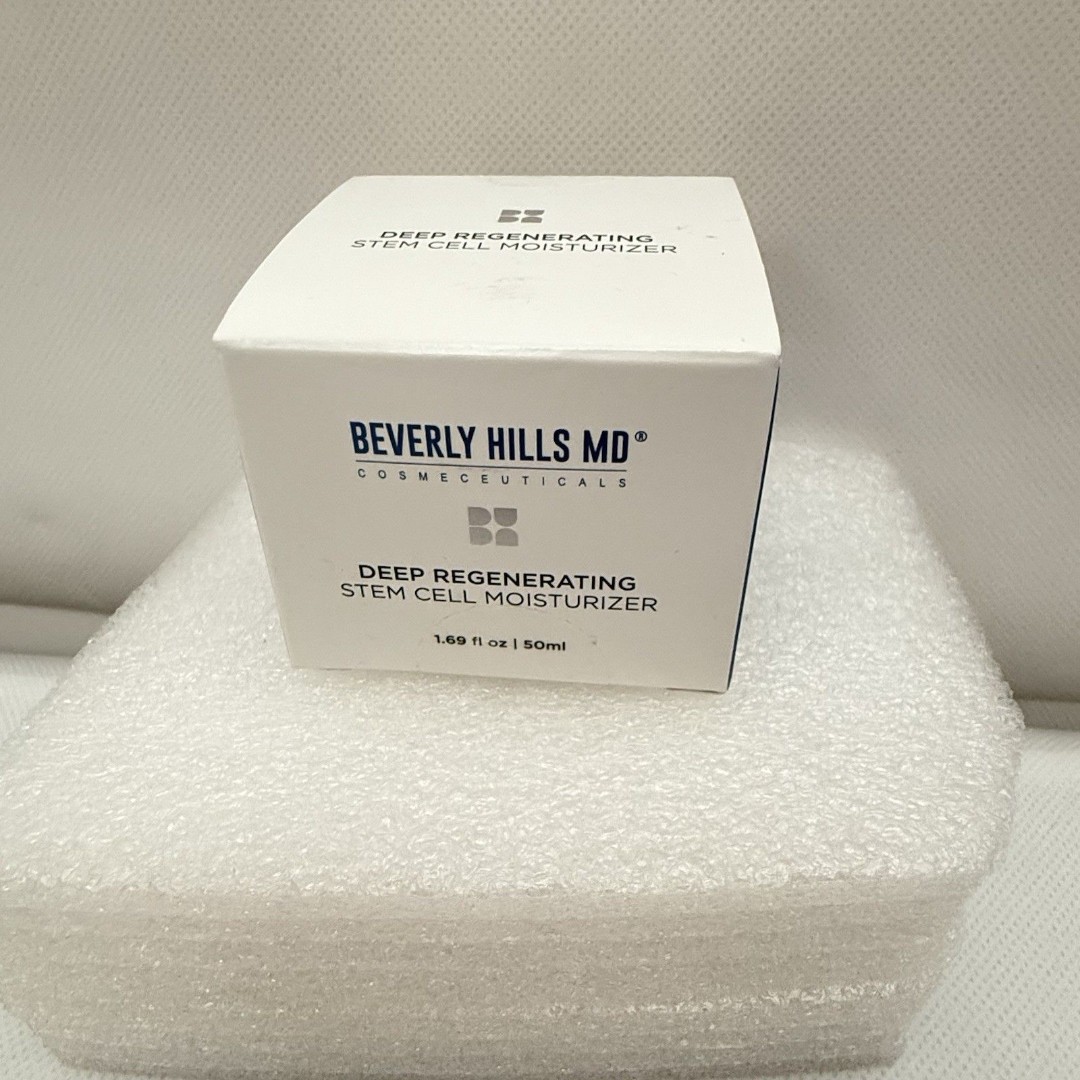 DEEP REGENERATING
STEM CELL MOISTURIZER
BEVERLY HILLS MD®
COSMECEUTICALS
DEEP REGENERATING
STEM CELL MOISTURIZER
1.69 fl oz | 50ml